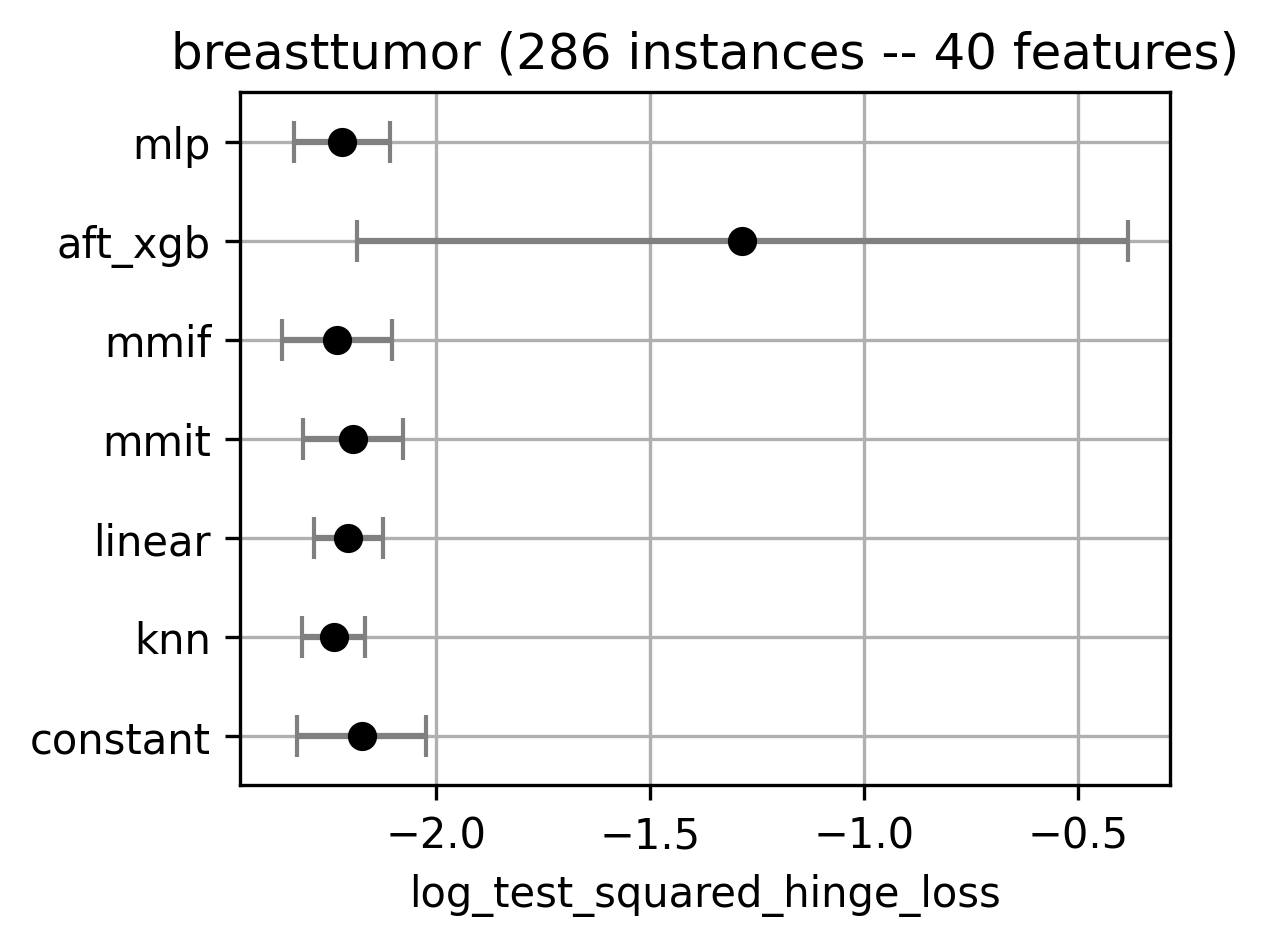 breasttumor (286 instances -- 40 features)
mlp
aft_xgb
mmif
mmit
linear
knn
constant
−2.0 −1.5 −1.0 −0.5
log_test_squared_hinge_loss